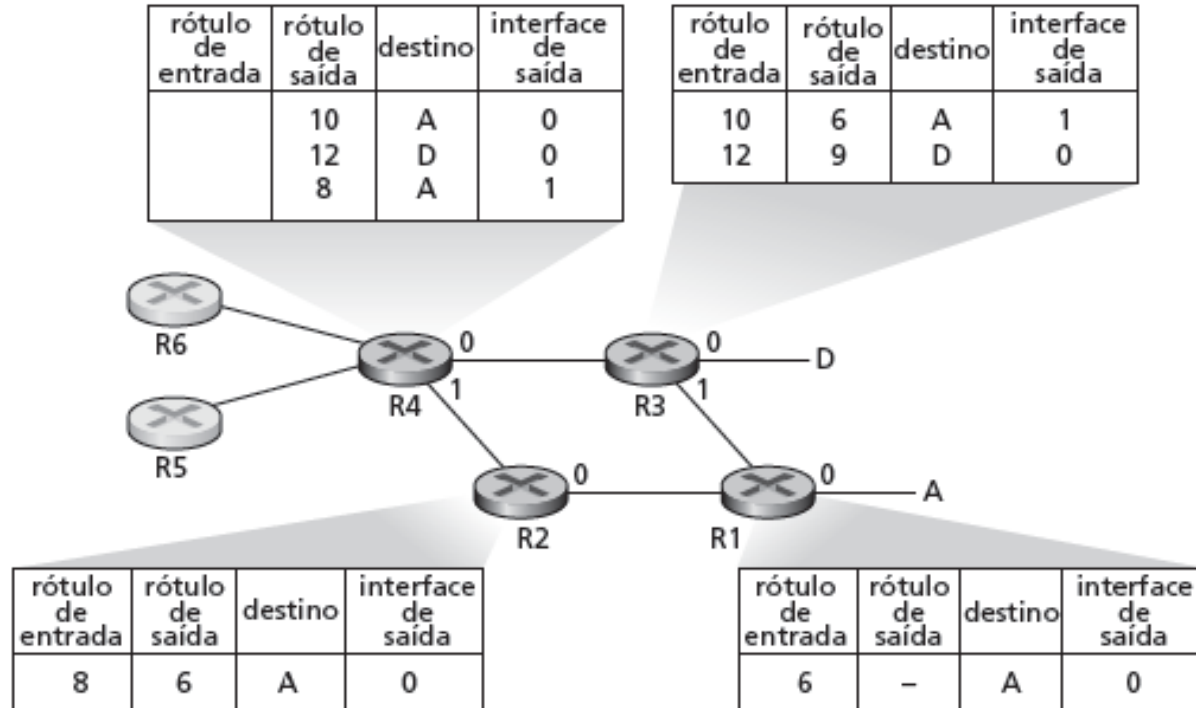 rótulo de entrada rótulo de saída destino interface de saída
10 A 0
12 D 0
8 A 1
rótulo de entrada rótulo de saída destino interface de saída
10 6 A 1
12 9 D 0
R6
R5
0
1
R4
0
1
R3
D
0
R2
0
R1
A
rótulo de entrada rótulo de saída destino interface de saída
8 6 A 0
rótulo de entrada rótulo de saída destino interface de saída
6 – A 0